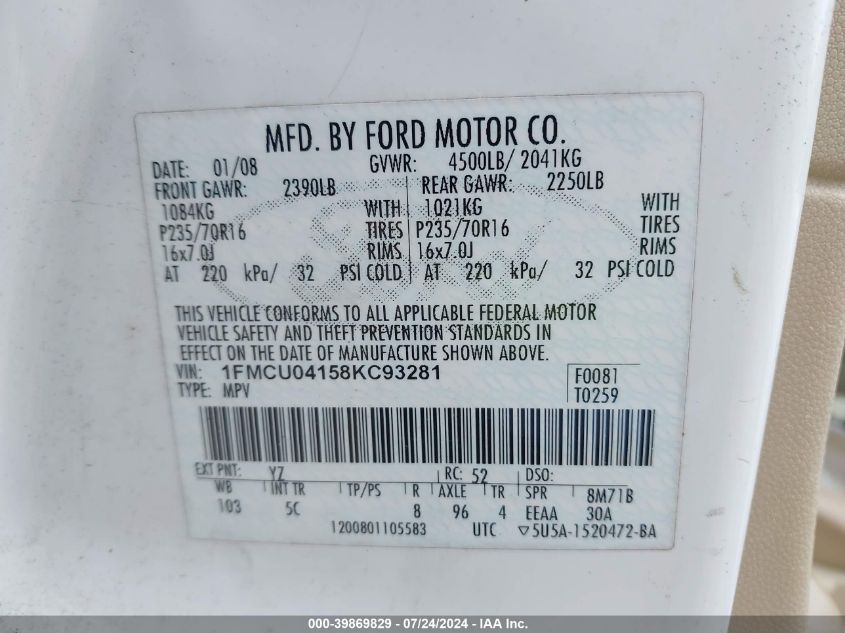 MFD. BY FORD MOTOR CO.
DATE: 01/08 GVWR: 4500LB/ 2041KG
FRONT GAWR: 2390LB REAR GAWR: 2250LB
1084KG WITH 1021KG WITH
P235/70R16 TIRES P235/70R16 TIRES
16x7.0J RIMS 16x7.0J RIMS
AT 220 kPa/ 32 PSI COLD AT 220 kPa/ 32 PSI COLD
THIS VEHICLE CONFORMS TO ALL APPLICABLE FEDERAL MOTOR
VEHICLE SAFETY AND THEFT PREVENTION STANDARDS IN
EFFECT ON THE DATE OF MANUFACTURE SHOWN ABOVE.
VIN: 1FMCU04158KC93281 F0081
TYPE: MPV T0259
EXT PNT: YZ RC: 52 DSO:
WB INT TR TP/PS R AXLE TR SPR 8M71B
103 5C 8 96 4 EEAA 30A
1200801105583 UTC ▽5U5A-1520472-BA
000-39869829 - 07/24/2024 - IAA Inc.